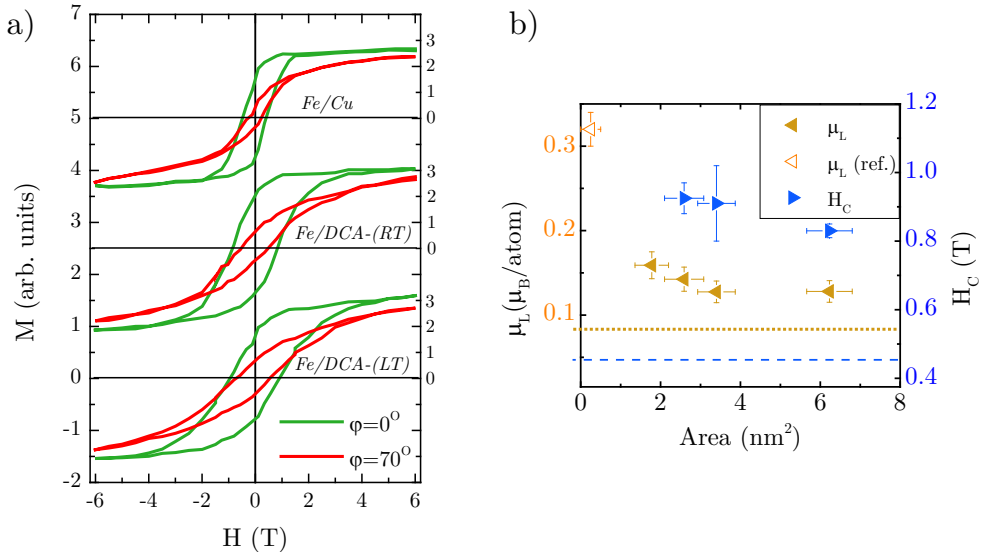 a)
M (arb. units)
7
6
5
4
3
2
1
0
-1
-2
3
2
1
0
3
2
1
0
3
2
1
0
Fe/Cu
Fe/DCA-(RT)
Fe/DCA-(LT)
φ=0°
φ=70°
-6 -4 -2 0 2 4 6
H (T)
b)
μL(μB/atom)
0.3
0.2
0.1
1.2
1.0
0.8
0.6
0.4
HC (T)
μL
μL (ref.)
HC
0 2 4 6 8
Area (nm²)